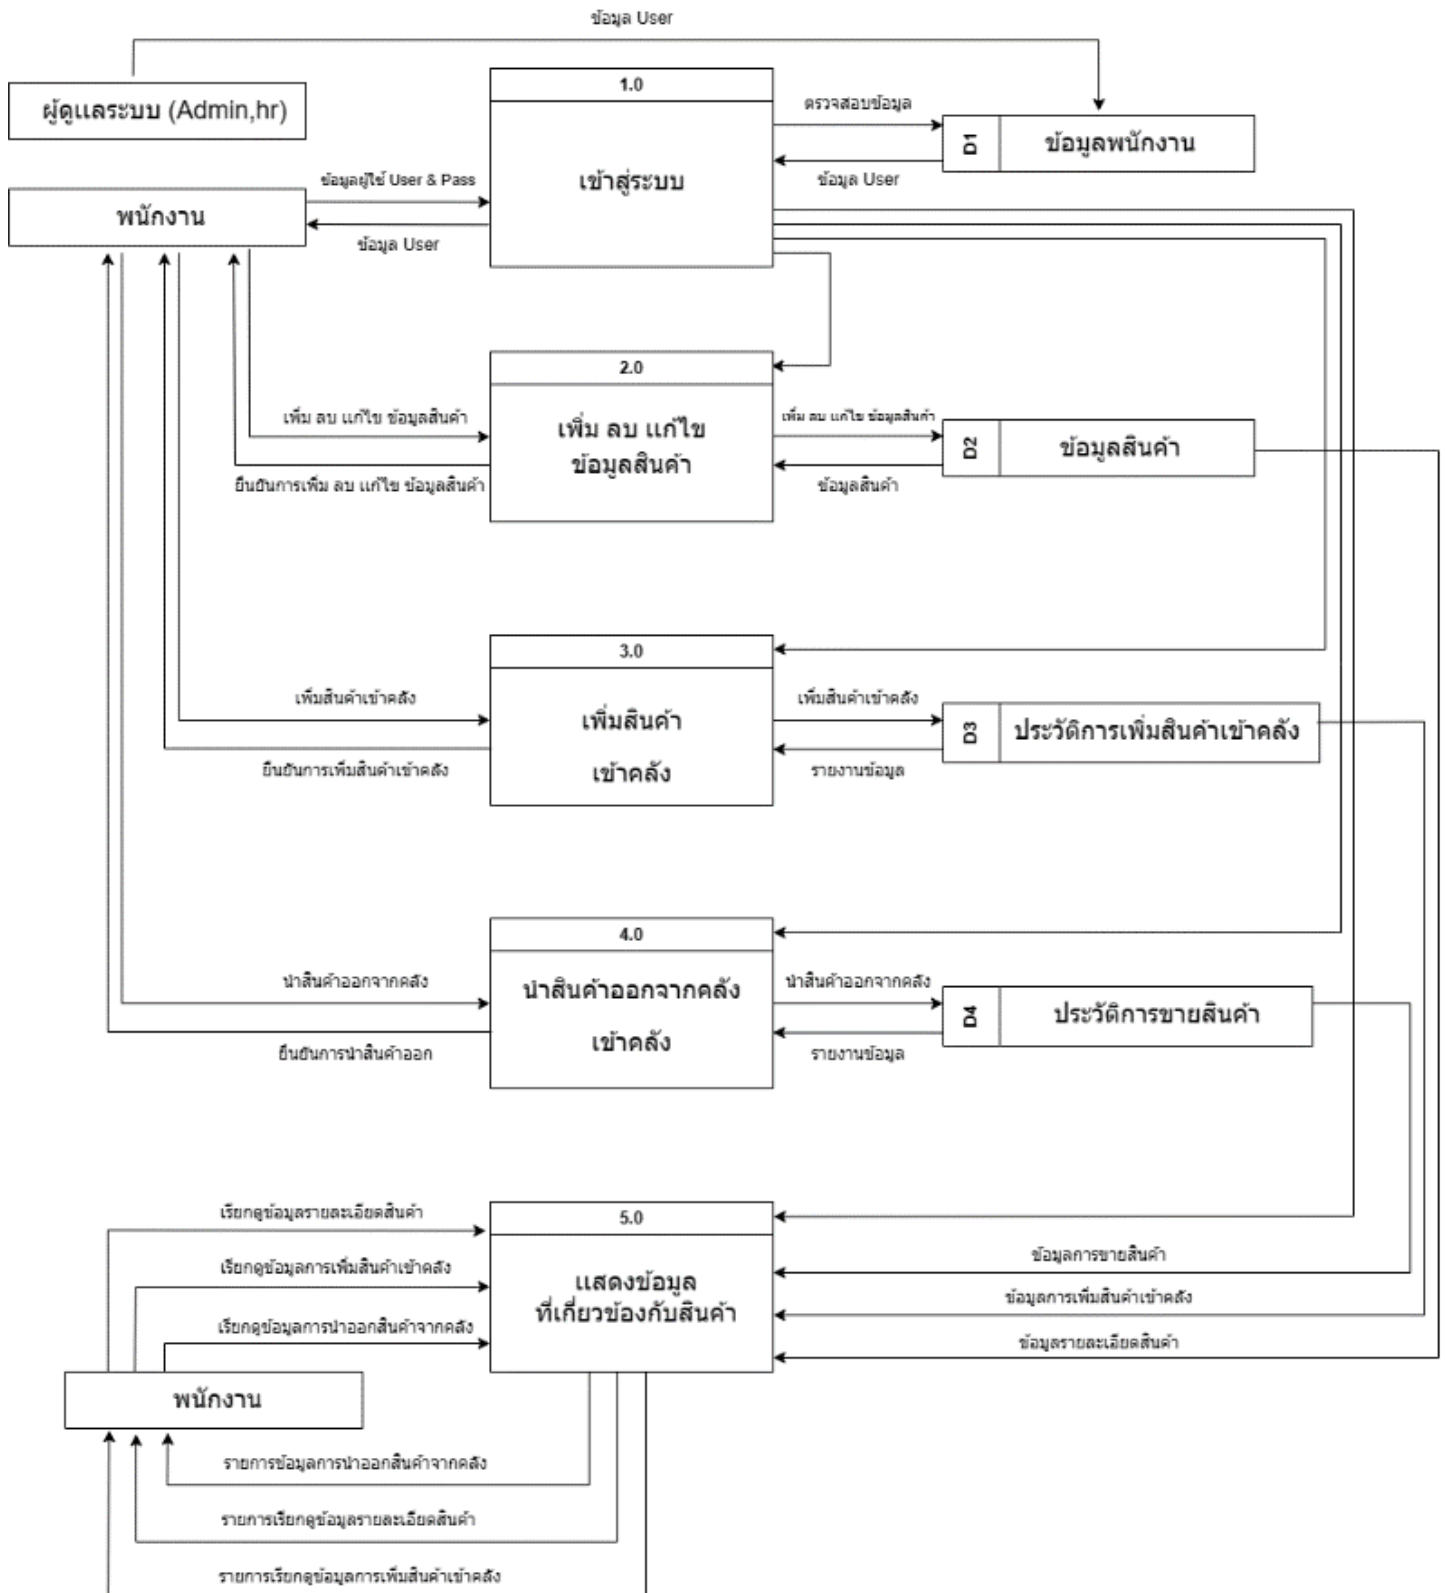 ข้อมูล User
ผู้ดูแลระบบ (Admin,hr)
1.0
เข้าสู่ระบบ
ตรวจสอบข้อมูล
D1
ข้อมูลพนักงาน
ข้อมูล User
ข้อมูลผู้ใช้ User & Pass
พนักงาน
ข้อมูล User
2.0
เพิ่ม ลบ แก้ไข
ข้อมูลสินค้า
เพิ่ม ลบ แก้ไข ข้อมูลสินค้า
ยืนยันการเพิ่ม ลบ แก้ไข ข้อมูลสินค้า
เพิ่ม ลบ แก้ไข ข้อมูลสินค้า
D2
ข้อมูลสินค้า
ข้อมูลสินค้า
3.0
เพิ่มสินค้า
เข้าคลัง
เพิ่มสินค้าเข้าคลัง
ยืนยันการเพิ่มสินค้าเข้าคลัง
เพิ่มสินค้าเข้าคลัง
D3
ประวัติการเพิ่มสินค้าเข้าคลัง
รายงานข้อมูล
4.0
นำสินค้าออกจากคลัง
เข้าคลัง
นำสินค้าออกจากคลัง
ยืนยันการนำสินค้าออก
นำสินค้าออกจากคลัง
D4
ประวัติการขายสินค้า
รายงานข้อมูล
5.0
แสดงข้อมูล
ที่เกี่ยวข้องกับสินค้า
เรียกดูข้อมูลรายละเอียดสินค้า
เรียกดูข้อมูลการเพิ่มสินค้าเข้าคลัง
เรียกดูข้อมูลการนำออกสินค้าจากคลัง
ข้อมูลการขายสินค้า
ข้อมูลการเพิ่มสินค้าเข้าคลัง
ข้อมูลรายละเอียดสินค้า
พนักงาน
รายการข้อมูลการนำออกสินค้าจากคลัง
รายการเรียกดูข้อมูลรายละเอียดสินค้า
รายการเรียกดูข้อมูลการเพิ่มสินค้าเข้าคลัง